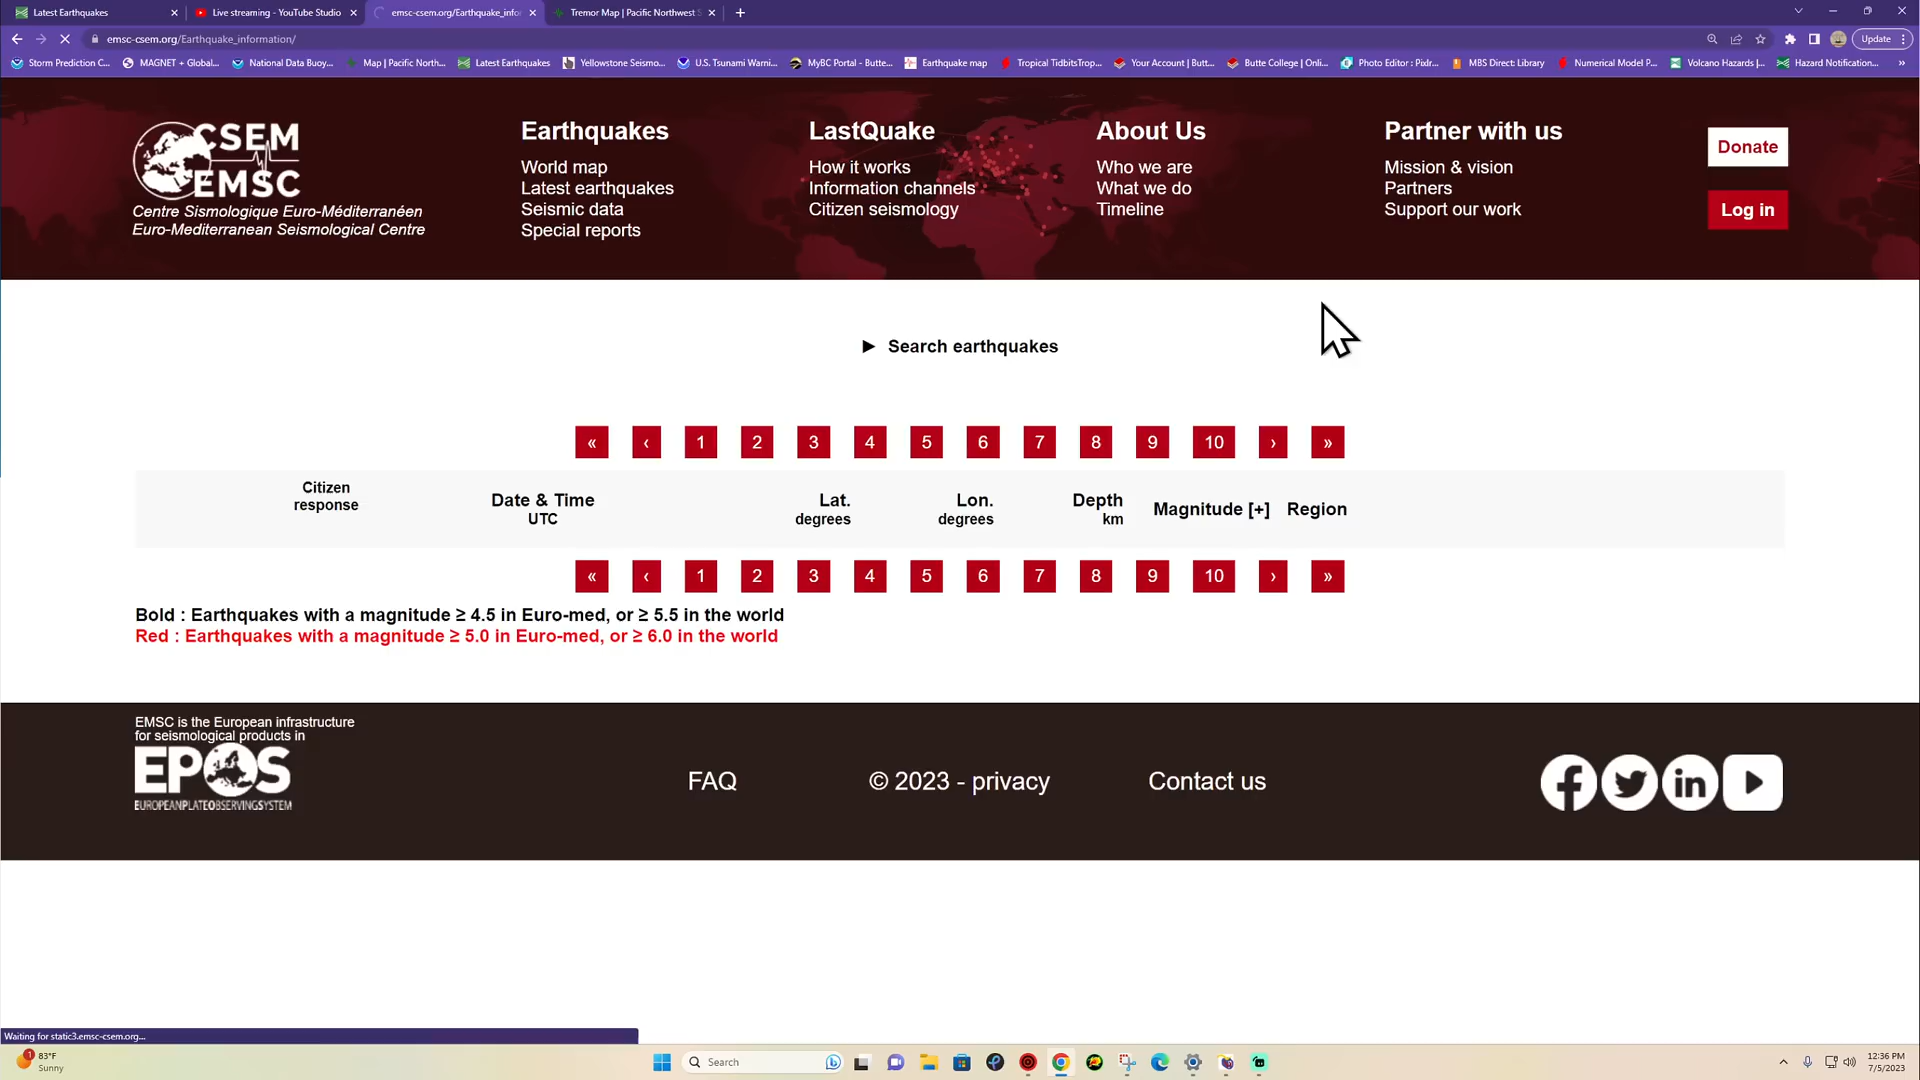 Latest Earthquakes
Live streaming - YouTube Studio
emsc-csem.org/Earthquake_info
Tremor Map | Pacific Northwest S
emsc-csem.org/Earthquake_information/
Update
Storm Prediction C...
MAGNET + Global...
National Data Buoy...
Map | Pacific North...
Latest Earthquakes
Yellowstone Seismo...
U.S. Tsunami Warni...
MyBC Portal - Butte...
Earthquake map
Tropical TidbitsTrop...
Your Account | Butt...
Butte College | Onli...
Photo Editor : Pixlr...
MBS Direct: Library
Numerical Model P...
Volcano Hazards |...
Hazard Notification...
CSEM
EMSC
Centre Sismologique Euro-Méditerranéen
Euro-Mediterranean Seismological Centre
Earthquakes
World map
Latest earthquakes
Seismic data
Special reports
LastQuake
How it works
Information channels
Citizen seismology
About Us
Who we are
What we do
Timeline
Partner with us
Mission & vision
Partners
Support our work
Donate
Log in
► Search earthquakes
« ‹ 1 2 3 4 5 6 7 8 9 10 › »
Citizen
response
Date & Time
UTC
Lat.
degrees
Lon.
degrees
Depth
km
Magnitude [+]
Region
« ‹ 1 2 3 4 5 6 7 8 9 10 › »
Bold : Earthquakes with a magnitude ≥ 4.5 in Euro-med, or ≥ 5.5 in the world
Red : Earthquakes with a magnitude ≥ 5.0 in Euro-med, or ≥ 6.0 in the world
EMSC is the European infrastructure
for seismological products in
EPOS
EUROPEANPLATEOBSERVINGSYSTEM
FAQ
© 2023 - privacy
Contact us
Waiting for static3.emsc-csem.org...
1
83°F
Sunny
Search
12:36 PM
7/5/2023